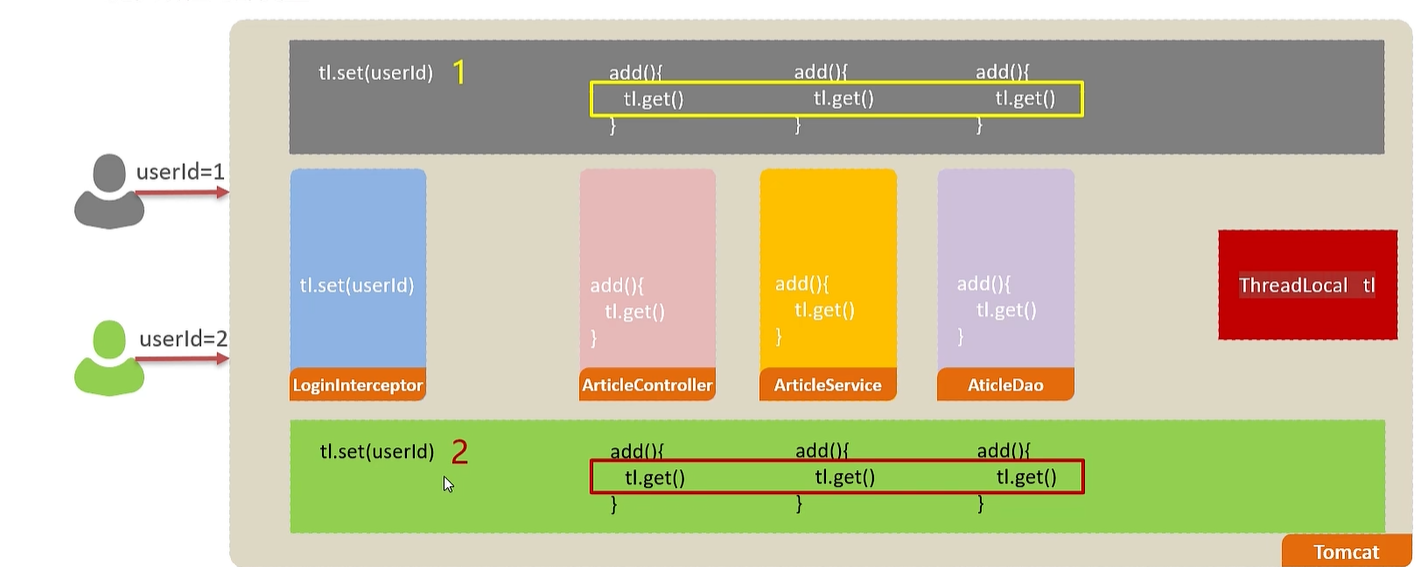 tl.set(userId) 1
add(){ add(){ add(){
tl.get() tl.get() tl.get()
} } }
userId=1
userId=2
tl.set(userId)
LoginInterceptor
add(){
tl.get()
}
ArticleController
add(){
tl.get()
}
ArticleService
add(){
tl.get()
}
AticleDao
ThreadLocal tl
tl.set(userId) 2
add(){ add(){ add(){
tl.get() tl.get() tl.get()
} } }
Tomcat